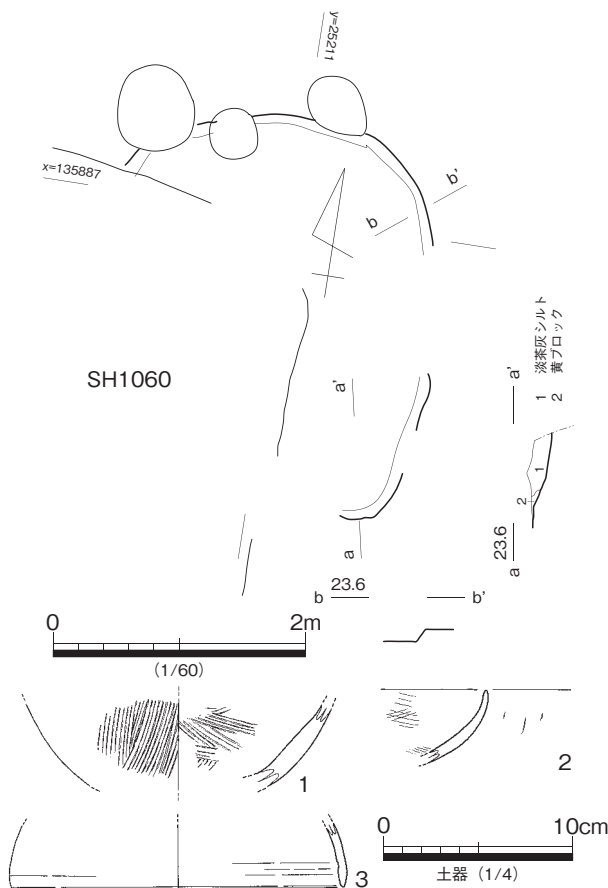 y=25211
x=135887
b
b'
SH1060
a'
a
1 淡茶灰シルト
2 黄ブロック
a'
1
2
23.6
a
b 23.6 b'
0 2m
(1/60)
1
2
3
0 10cm
土器 (1/4)